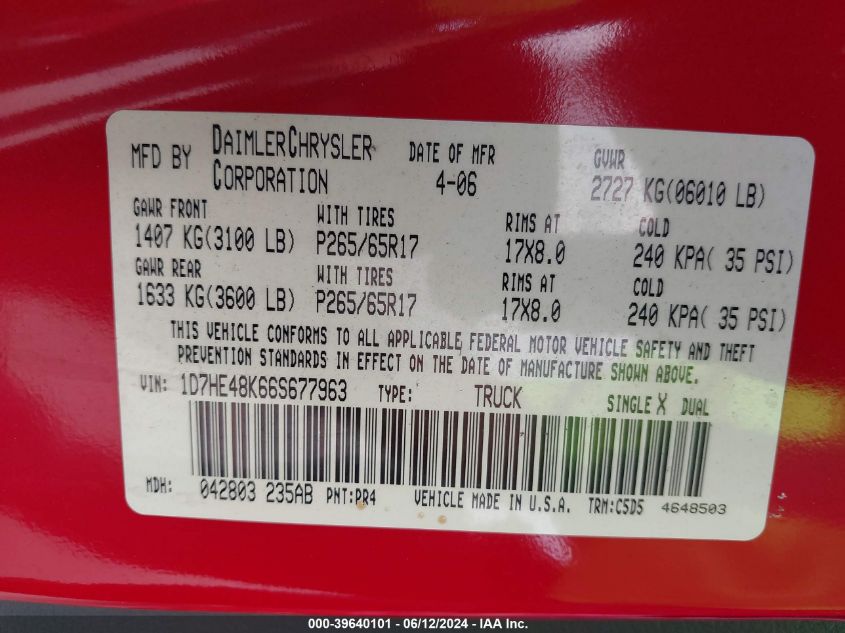 MFD BY DAIMLERCHRYSLER CORPORATION DATE OF MFR 4-06 GVWR 2727 KG(06010 LB)
GAWR FRONT WITH TIRES RIMS AT COLD
1407 KG(3100 LB) P265/65R17 17X8.0 240 KPA( 35 PSI)
GAWR REAR WITH TIRES RIMS AT COLD
1633 KG(3600 LB) P265/65R17 17X8.0 240 KPA( 35 PSI)
THIS VEHICLE CONFORMS TO ALL APPLICABLE FEDERAL MOTOR VEHICLE SAFETY AND THEFT
PREVENTION STANDARDS IN EFFECT ON THE DATE OF MANUFACTURE SHOWN ABOVE.
VIN: 1D7HE48K66S677963 TYPE: TRUCK SINGLE X DUAL
MDH: 042803 235AB PNT:PR4 VEHICLE MADE IN U.S.A. TRM:C5D5 4648503
000-39640101 - 06/12/2024 - IAA Inc.